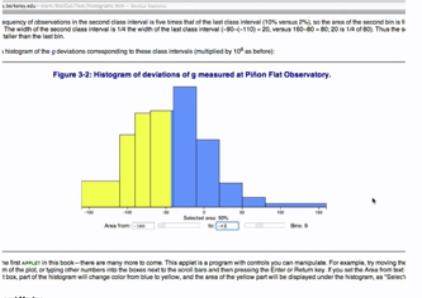 equency of observations in the second class interval is five times that of the last class interval (10% versus 2%), so the area of the second bin is fi
The width of the second class interval is 1/4 the width of the last class interval (-90-(-110) = 20, versus 160-80 = 80; 20 is 1/4 of 80). Thus the s
taller than the last bin.
histogram of the g deviations corresponding to these class intervals (multiplied by 10⁸ as before):
Figure 3-2: Histogram of deviations of g measured at Piñon Flat Observatory.
-150 -100 -50 0 50 100 150
Selected area: 50%
Area from: to: Bins: 9
he first APPLET in this book—there are many more to come. This applet is a program with controls you can manipulate. For example, try moving the
m of the plot, or typing other numbers into the boxes next to the scroll bars and then pressing the Enter or Return key. If you set the Area from text
t box, part of the histogram will change color from blue to yellow, and the area of the yellow part will be displayed under the histogram, as "Select